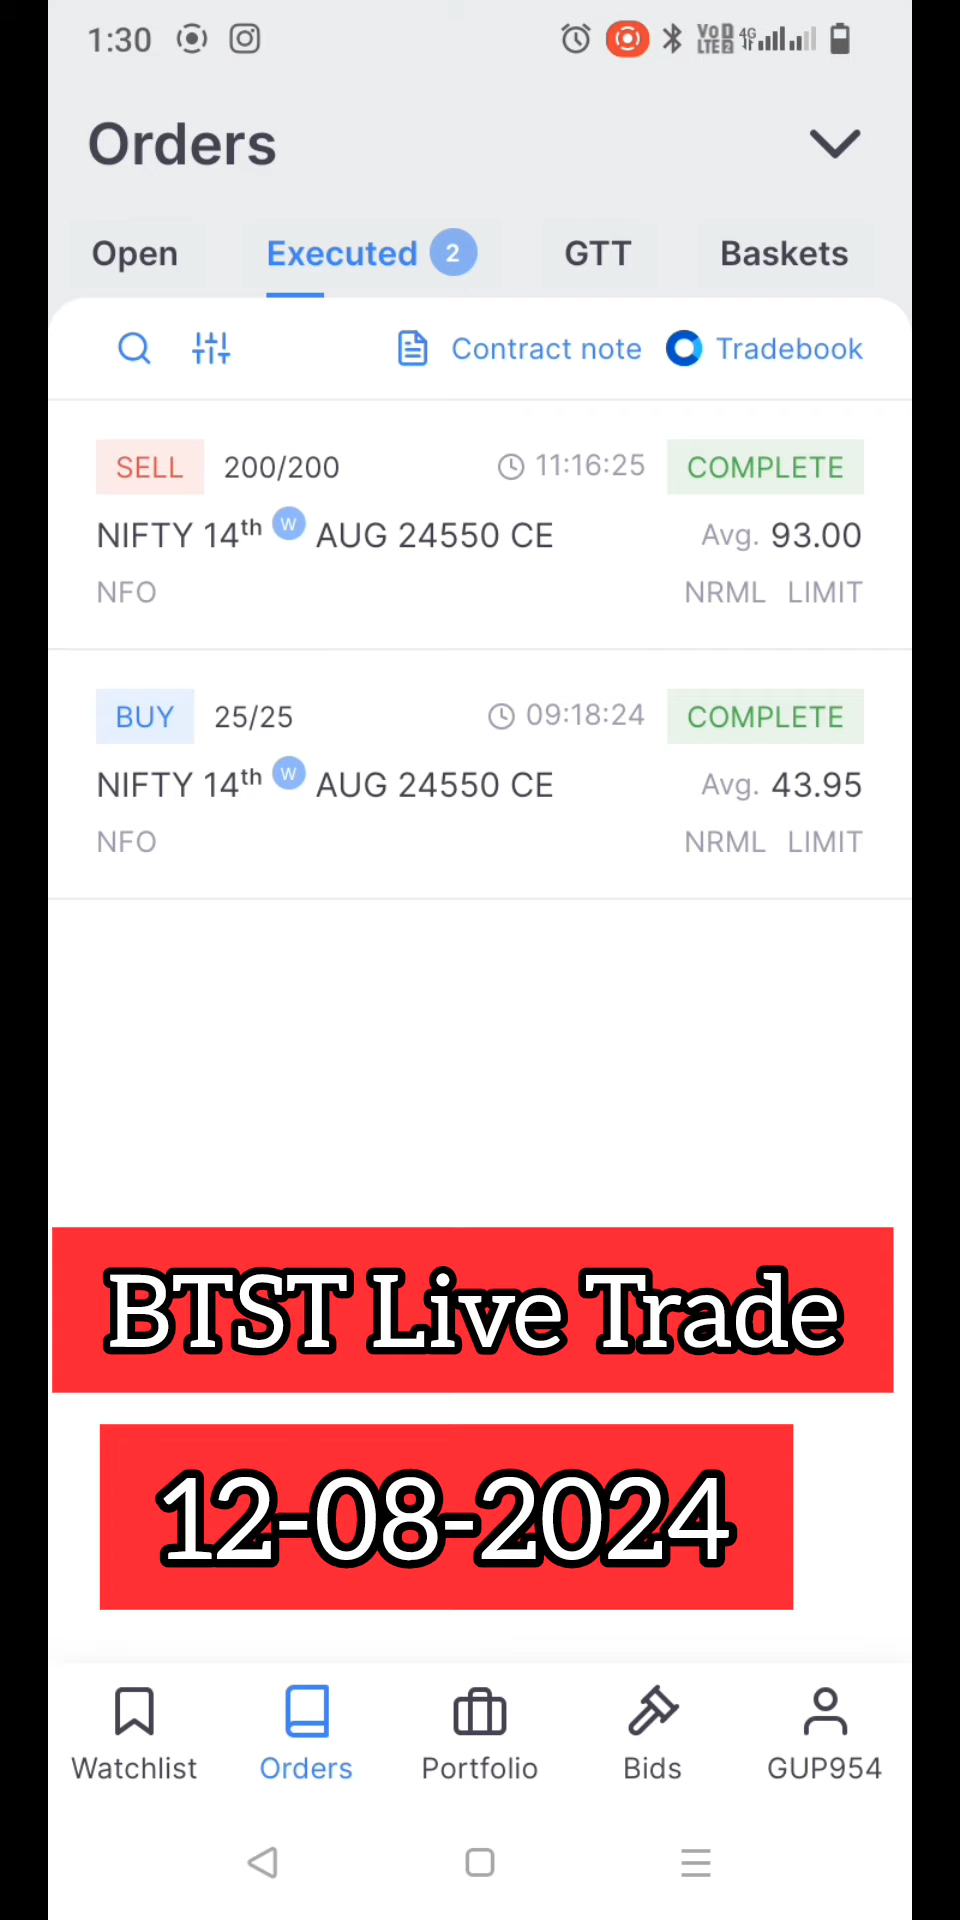 1:30 VoD LTE2 4G
Orders
Open Executed 2 GTT Baskets
Contract note Tradebook
SELL 200/200 11:16:25 COMPLETE
NIFTY 14th W AUG 24550 CE Avg. 93.00
NFO NRML LIMIT
BUY 25/25 09:18:24 COMPLETE
NIFTY 14th W AUG 24550 CE Avg. 43.95
NFO NRML LIMIT
BTST Live Trade
12-08-2024
Watchlist Orders Portfolio Bids GUP954